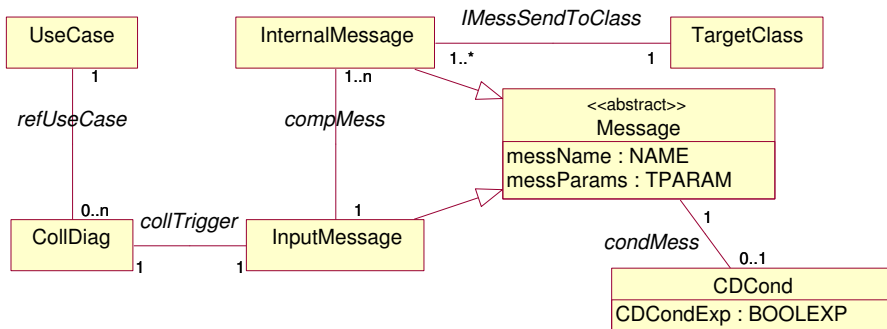 IMessSendToClass
UseCase
InternalMessage
TargetClass
1
1..n
1..*
1
<<abstract>>
Message
messName : NAME
messParams : TPARAM
refUseCase
compMess
0..n
collTrigger
1
1
condMess
CollDiag
InputMessage
1
1
0..1
CDCond
CDCondExp : BOOLEXP